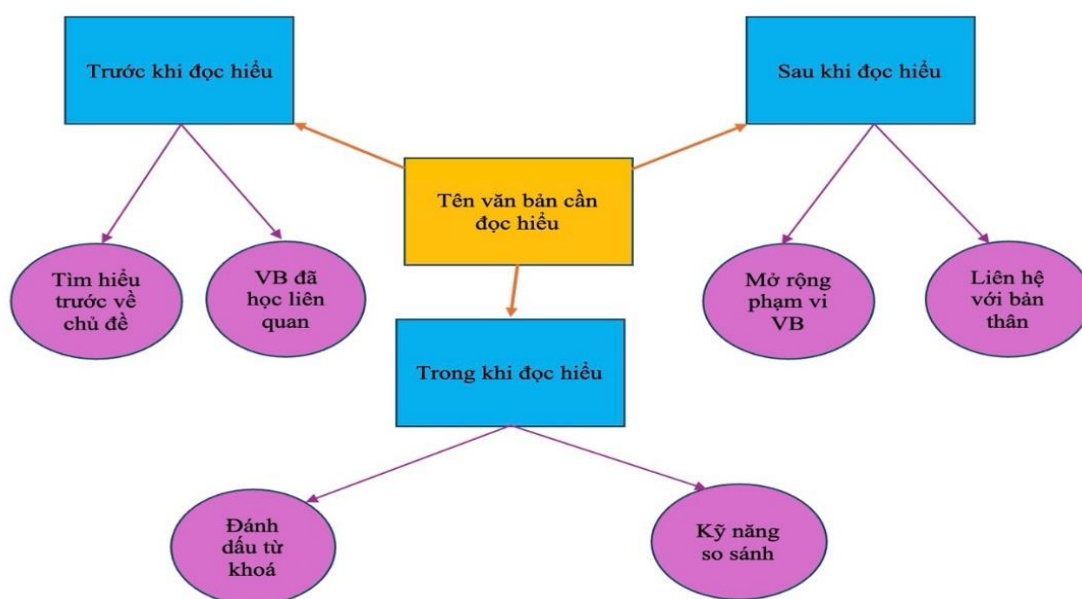 Trước khi đọc hiểu
Sau khi đọc hiểu
Tên văn bản cần
đọc hiểu
Tìm hiểu
trước về
chủ đề
VB đã
học liên
quan
Mở rộng
phạm vi
VB
Liên hệ
với bản
thân
Trong khi đọc hiểu
Đánh
dấu từ
khoá
Kỹ năng
so sánh